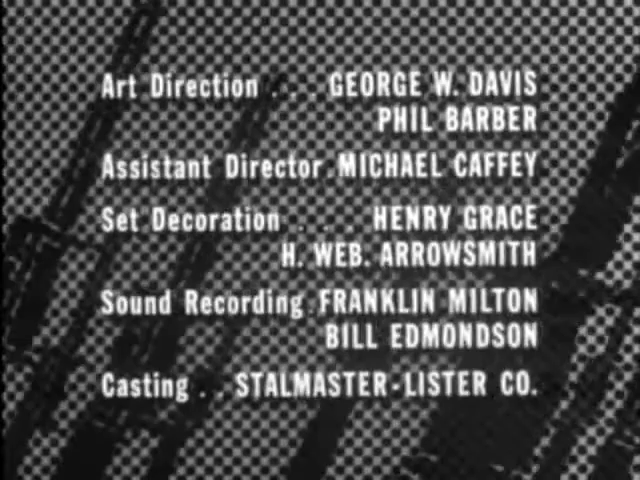 Art Direction . . . GEORGE W. DAVIS
PHIL BARBER
Assistant Director . MICHAEL CAFFEY
Set Decoration . . . HENRY GRACE
H. WEB. ARROWSMITH
Sound Recording . FRANKLIN MILTON
BILL EDMONDSON
Casting . . STALMASTER-LISTER CO.